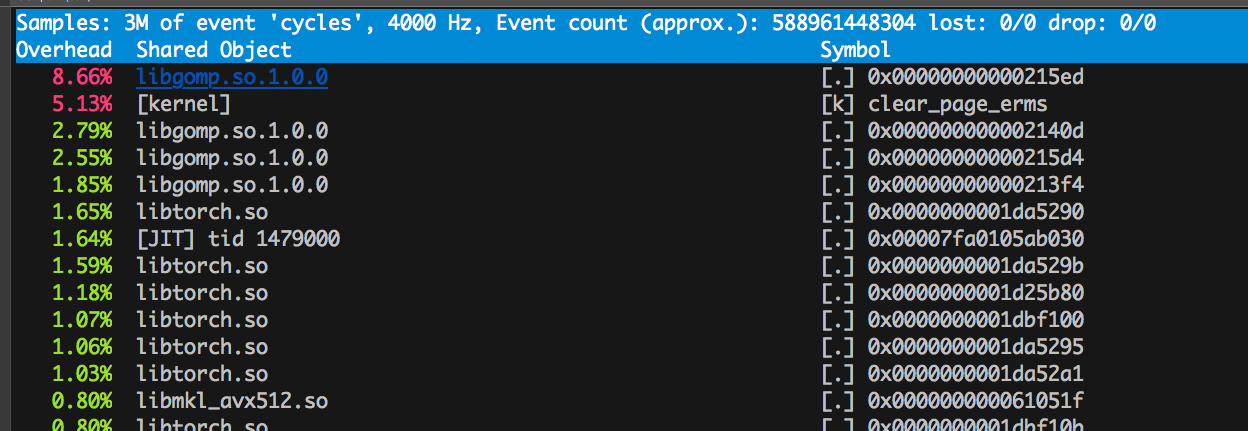 Samples: 3M of event 'cycles', 4000 Hz, Event count (approx.): 588961448304 lost: 0/0 drop: 0/0
Overhead  Shared Object  Symbol
8.66%  libgomp.so.1.0.0  [.] 0x00000000000215ed
5.13%  [kernel]  [k] clear_page_erms
2.79%  libgomp.so.1.0.0  [.] 0x000000000002140d
2.55%  libgomp.so.1.0.0  [.] 0x00000000000215d4
1.85%  libgomp.so.1.0.0  [.] 0x00000000000213f4
1.65%  libtorch.so  [.] 0x0000000001da5290
1.64%  [JIT] tid 1479000  [.] 0x00007fa0105ab030
1.59%  libtorch.so  [.] 0x0000000001da529b
1.18%  libtorch.so  [.] 0x0000000001d25b80
1.07%  libtorch.so  [.] 0x0000000001dbf100
1.06%  libtorch.so  [.] 0x0000000001da5295
1.03%  libtorch.so  [.] 0x0000000001da52a1
0.80%  libmkl_avx512.so  [.] 0x000000000061051f
0.80%  libtorch.so  [.] 0x0000000001dbf10b